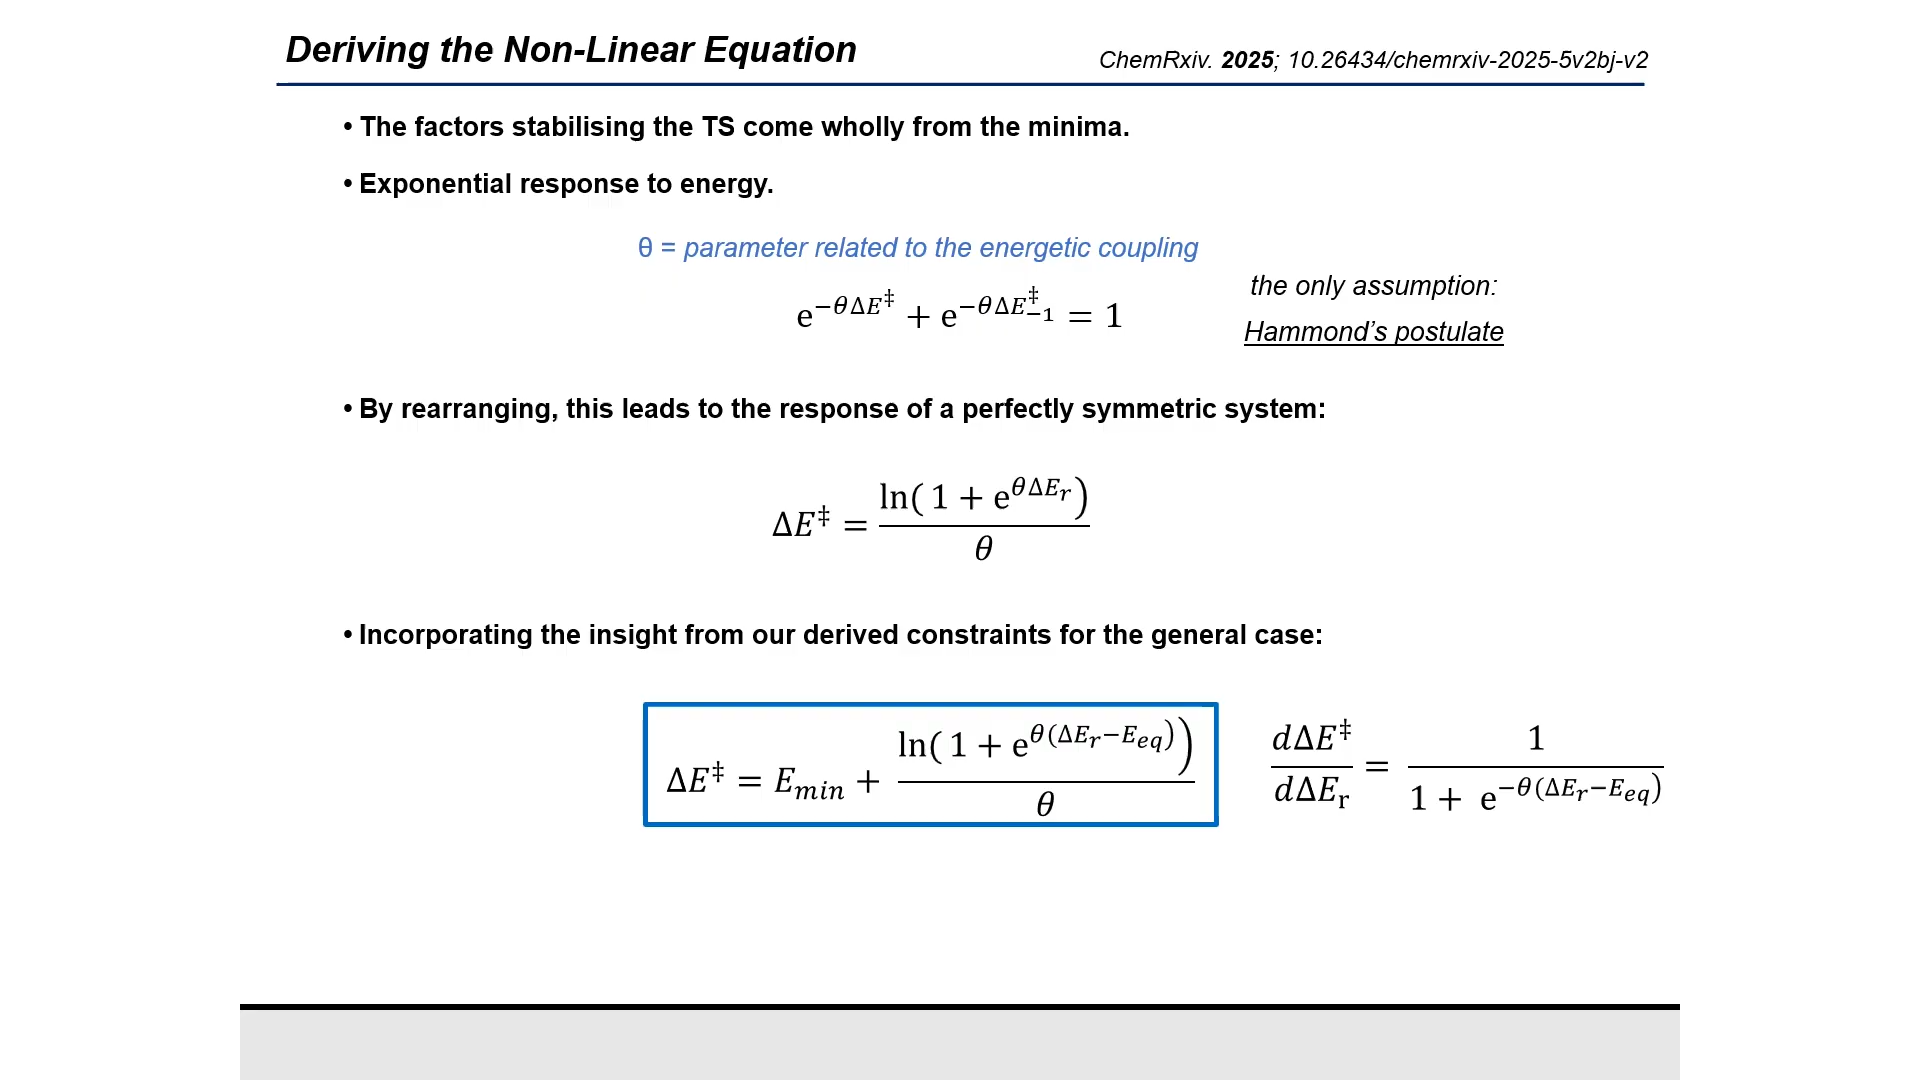 Deriving the Non-Linear Equation
ChemRxiv. 2025; 10.26434/chemrxiv-2025-5v2bj-v2
• The factors stabilising the TS come wholly from the minima.
• Exponential response to energy.
θ = parameter related to the energetic coupling
e^{−θΔE^‡} + e^{−θΔE_{−1}^‡} = 1
the only assumption:
Hammond’s postulate
• By rearranging, this leads to the response of a perfectly symmetric system:
ΔE^‡ = ln( 1 + e^{θΔE_r}) / θ
• Incorporating the insight from our derived constraints for the general case:
ΔE^‡ = E_{min} + ln( 1 + e^{θ(ΔE_r−E_{eq})}) / θ
dΔE^‡ / dΔE_r = 1 / (1 + e^{−θ(ΔE_r−E_{eq})})